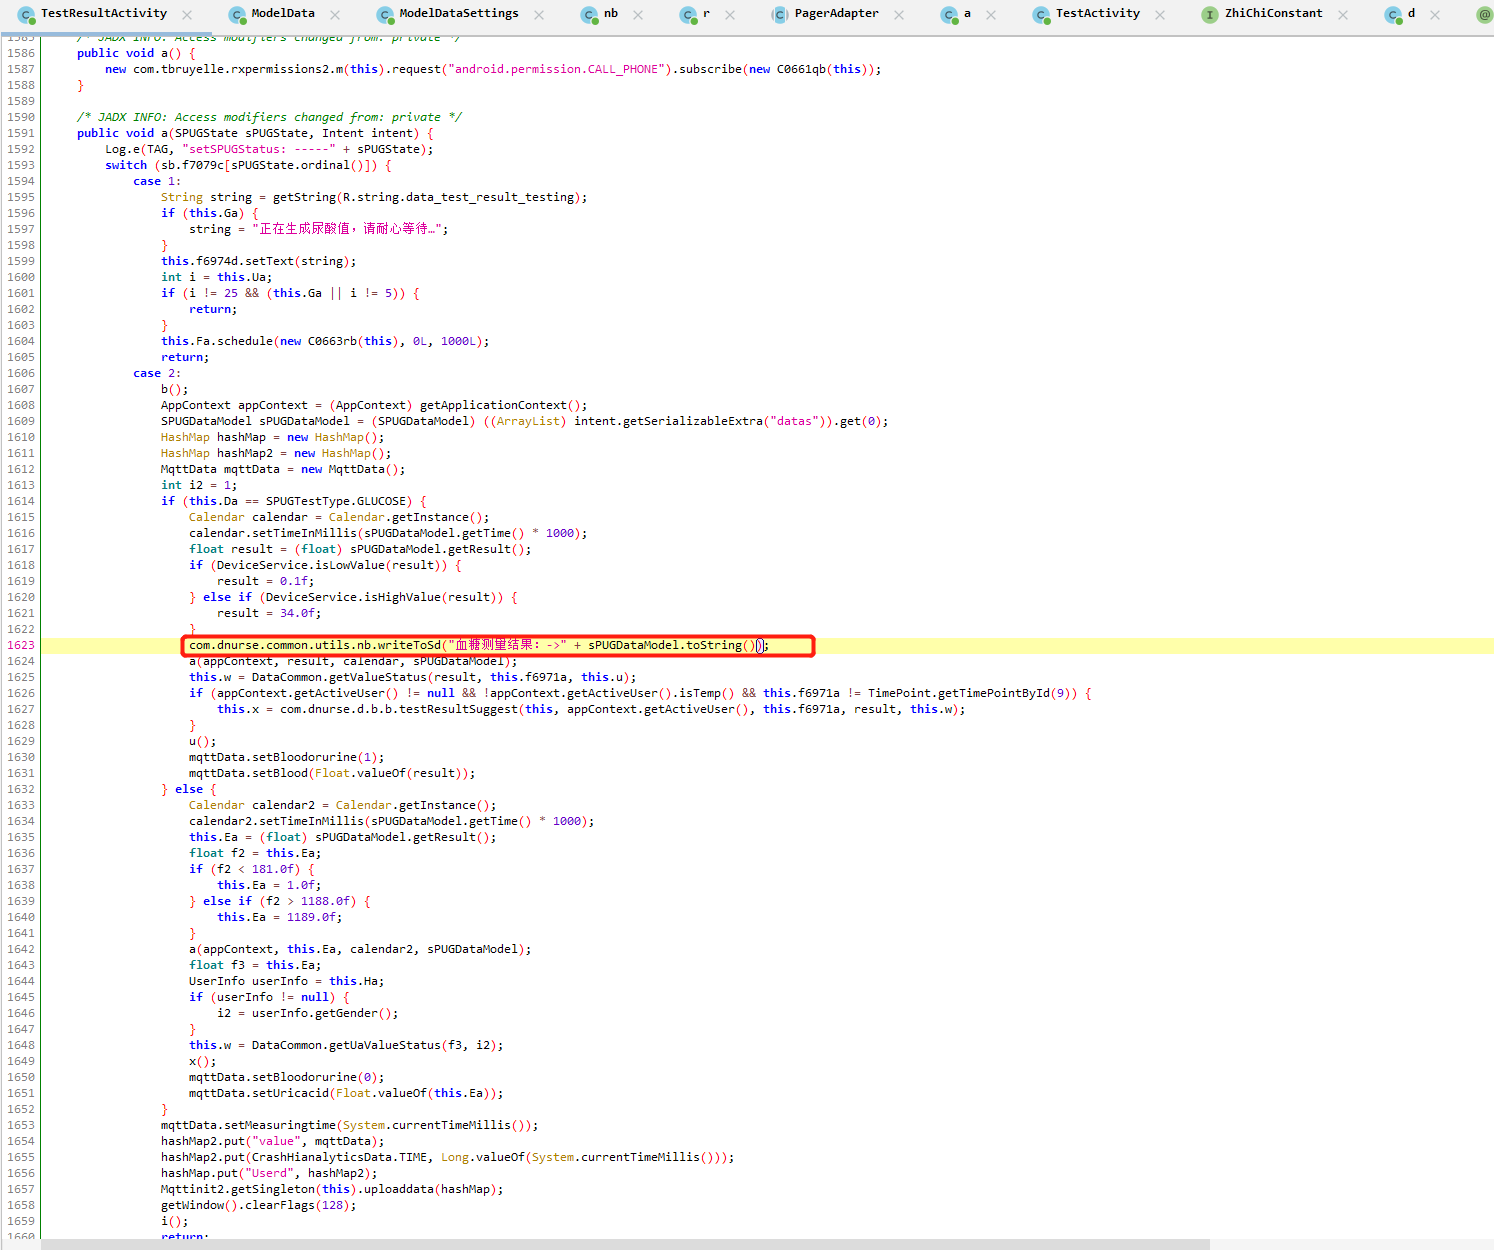 TestResultActivity ModelData ModelDataSettings nb r PagerAdapter a TestActivity ZhiChiConstant d
1585 /* JADX INFO: Access modifiers changed from: private */
1586 public void a() {
1587 new com.tbruyelle.rxpermissions2.m(this).request("android.permission.CALL_PHONE").subscribe(new C0661qb(this));
1588 }
1589
1590 /* JADX INFO: Access modifiers changed from: private */
1591 public void a(SPUGState sPUGState, Intent intent) {
1592 Log.e(TAG, "setSPUGStatus: -----" + sPUGState);
1593 switch (sb.f7079c[sPUGState.ordinal()]) {
1594 case 1:
1595 String string = getString(R.string.data_test_result_testing);
1596 if (this.Ga) {
1597 string = "正在生成尿酸值，请耐心等待…";
1598 }
1599 this.f6974d.setText(string);
1600 int i = this.Ua;
1601 if (i != 25 && (this.Ga || i != 5)) {
1602 return;
1603 }
1604 this.Fa.schedule(new C0663rb(this), 0L, 1000L);
1605 return;
1606 case 2:
1607 b();
1608 AppContext appContext = (AppContext) getApplicationContext();
1609 SPUGDataModel sPUGDataModel = (SPUGDataModel) ((ArrayList) intent.getSerializableExtra("datas")).get(0);
1610 HashMap hashMap = new HashMap();
1611 HashMap hashMap2 = new HashMap();
1612 MqttData mqttData = new MqttData();
1613 int i2 = 1;
1614 if (this.Da == SPUGTestType.GLUCOSE) {
1615 Calendar calendar = Calendar.getInstance();
1616 calendar.setTimeInMillis(sPUGDataModel.getTime() * 1000);
1617 float result = (float) sPUGDataModel.getResult();
1618 if (DeviceService.isLowValue(result)) {
1619 result = 0.1f;
1620 } else if (DeviceService.isHighValue(result)) {
1621 result = 34.0f;
1622 }
1623 com.dnurse.common.utils.nb.writeToSd("血糖测量结果：->" + sPUGDataModel.toString());
1624 a(appContext, result, calendar, sPUGDataModel);
1625 this.w = DataCommon.getValueStatus(result, this.f6971a, this.u);
1626 if (appContext.getActiveUser() != null && !appContext.getActiveUser().isTemp() && this.f6971a != TimePoint.getTimePointById(9)) {
1627 this.x = com.dnurse.d.b.b.testResultSuggest(this, appContext.getActiveUser(), this.f6971a, result, this.w);
1628 }
1629 u();
1630 mqttData.setBloodorurine(1);
1631 mqttData.setBlood(Float.valueOf(result));
1632 } else {
1633 Calendar calendar2 = Calendar.getInstance();
1634 calendar2.setTimeInMillis(sPUGDataModel.getTime() * 1000);
1635 this.Ea = (float) sPUGDataModel.getResult();
1636 float f2 = this.Ea;
1637 if (f2 < 181.0f) {
1638 this.Ea = 1.0f;
1639 } else if (f2 > 1188.0f) {
1640 this.Ea = 1189.0f;
1641 }
1642 a(appContext, this.Ea, calendar2, sPUGDataModel);
1643 float f3 = this.Ea;
1644 UserInfo userInfo = this.Ha;
1645 if (userInfo != null) {
1646 i2 = userInfo.getGender();
1647 }
1648 this.w = DataCommon.getUaValueStatus(f3, i2);
1649 x();
1650 mqttData.setBloodorurine(0);
1651 mqttData.setUricacid(Float.valueOf(this.Ea));
1652 }
1653 mqttData.setMeasuringtime(System.currentTimeMillis());
1654 hashMap2.put("value", mqttData);
1655 hashMap2.put(CrashHianalyticsData.TIME, Long.valueOf(System.currentTimeMillis()));
1656 hashMap.put("Userd", hashMap2);
1657 Mqttinit2.getSingleton(this).uploaddata(hashMap);
1658 getWindow().clearFlags(128);
1659 i();
1660 return;